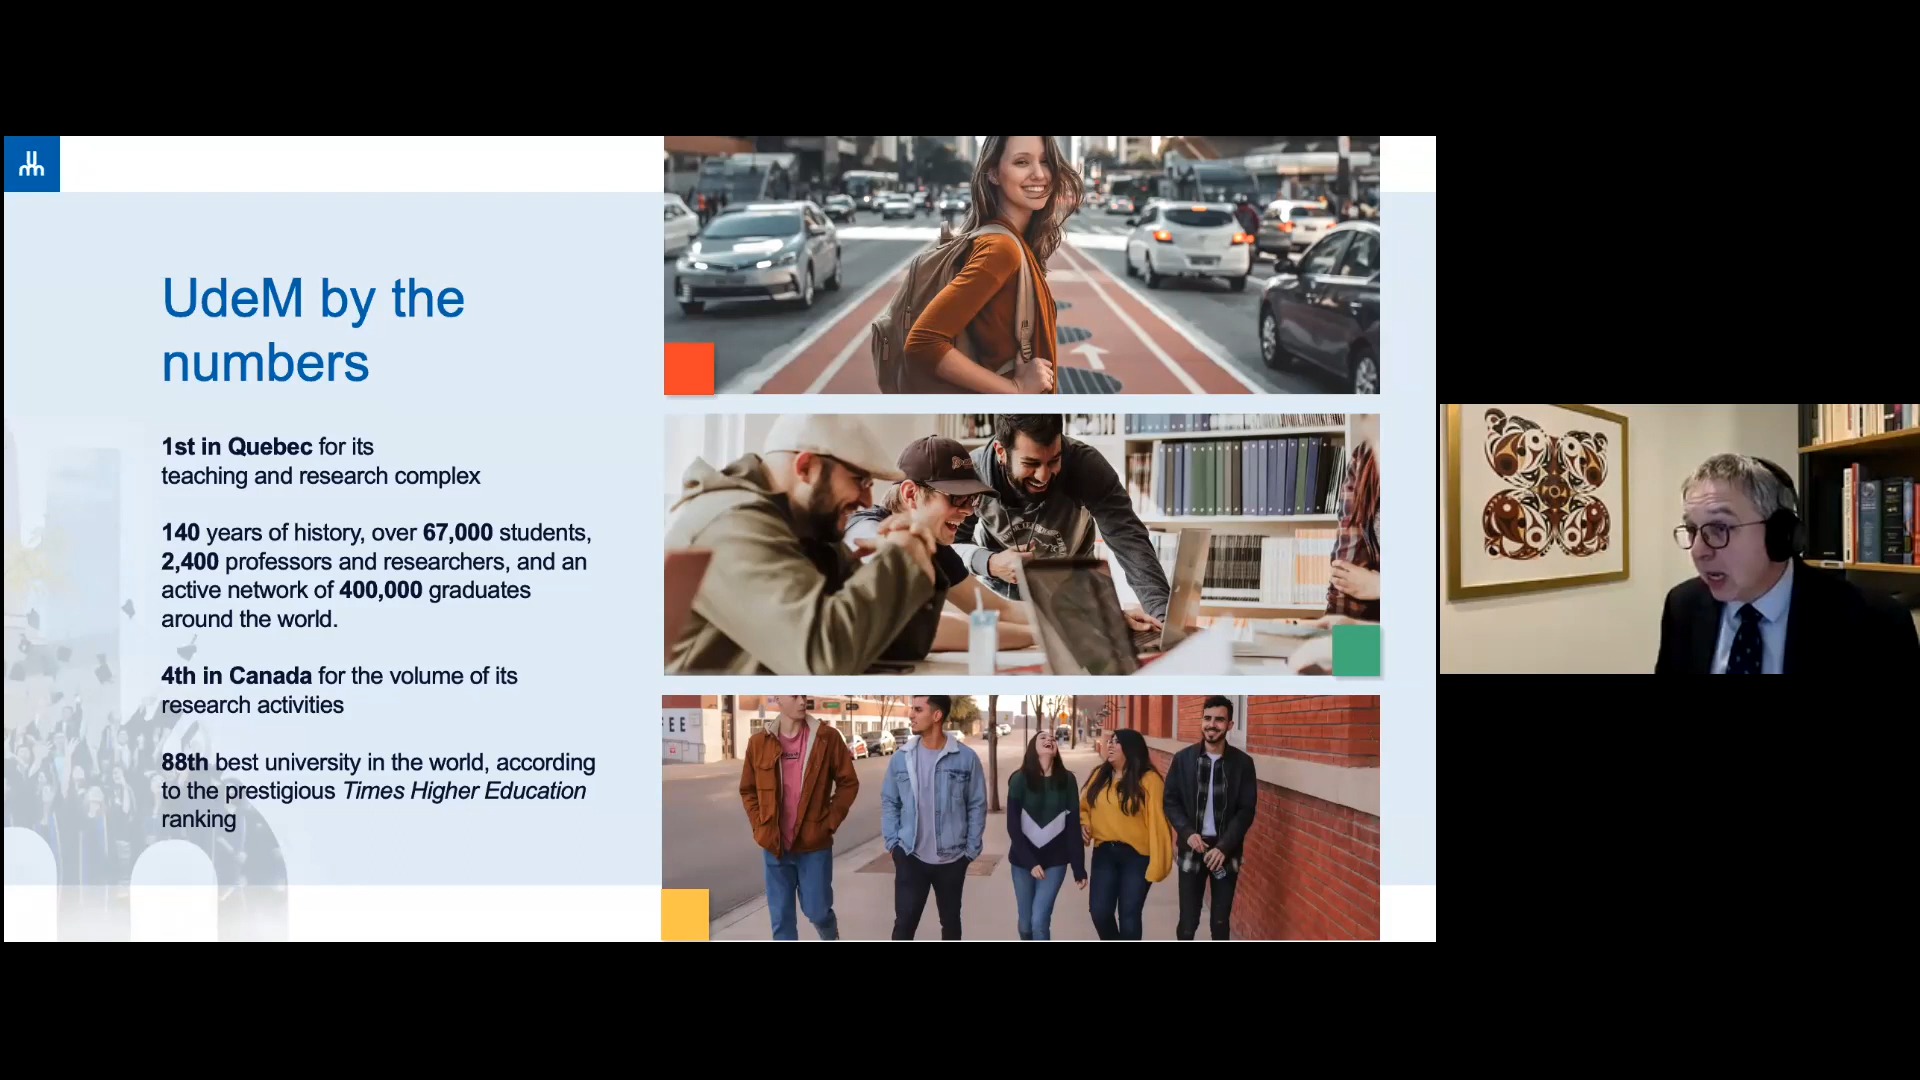 UdeM by the
numbers
1st in Quebec for its
teaching and research complex
140 years of history, over 67,000 students,
2,400 professors and researchers, and an
active network of 400,000 graduates
around the world.
4th in Canada for the volume of its
research activities
88th best university in the world, according
to the prestigious Times Higher Education
ranking